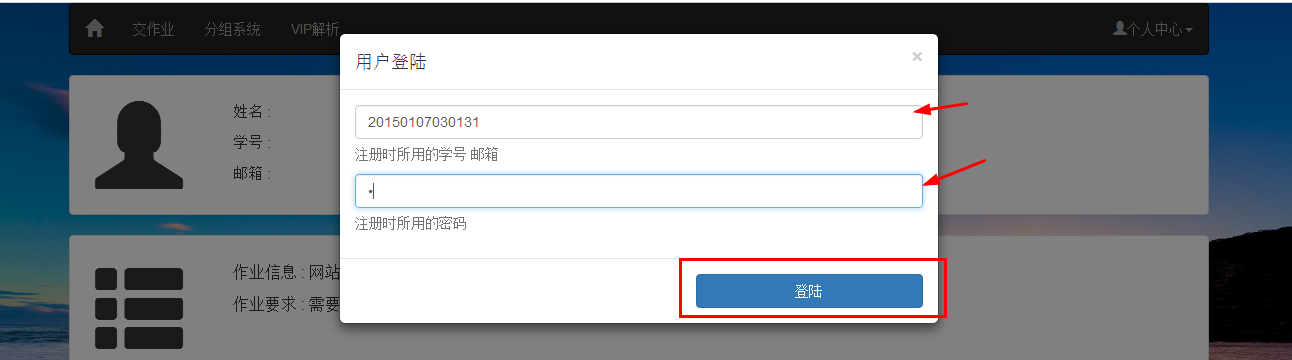 交作业 分组系统 VIP解析 个人中心
用户登陆 ×
姓名 :
20150107030131
学号 :
注册时所用的学号 邮箱
邮箱 :
注册时所用的密码
作业信息 : 网站
登陆
作业要求 : 需要